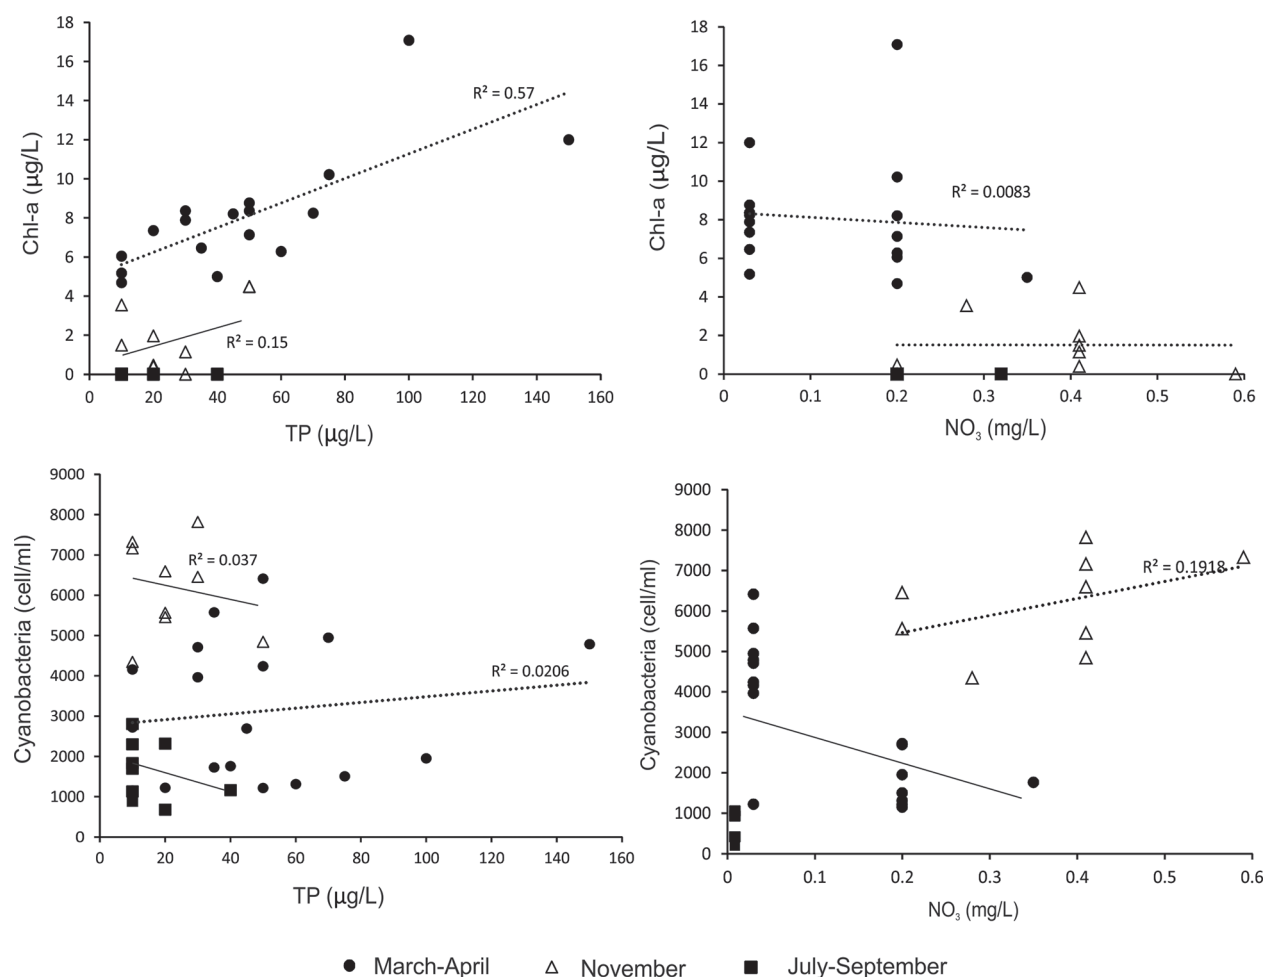 18
16
14
12
10
8
6
4
2
0
Chl-a (µg/L)
R² = 0.57
R² = 0.15
0 20 40 60 80 100 120 140 160
TP (µg/L)
18
16
14
12
10
8
6
4
2
0
Chl-a (µg/L)
R² = 0.0083
0 0.1 0.2 0.3 0.4 0.5 0.6
NO₃ (mg/L)
9000
8000
7000
6000
5000
4000
3000
2000
1000
0
Cyanobacteria (cell/ml)
R² = 0.037
R² = 0.0206
0 20 40 60 80 100 120 140 160
TP (µg/L)
9000
8000
7000
6000
5000
4000
3000
2000
1000
0
Cyanobacteria (cell/ml)
R² = 0.1918
0 0.1 0.2 0.3 0.4 0.5 0.6
NO₃ (mg/L)
March-April November July-September